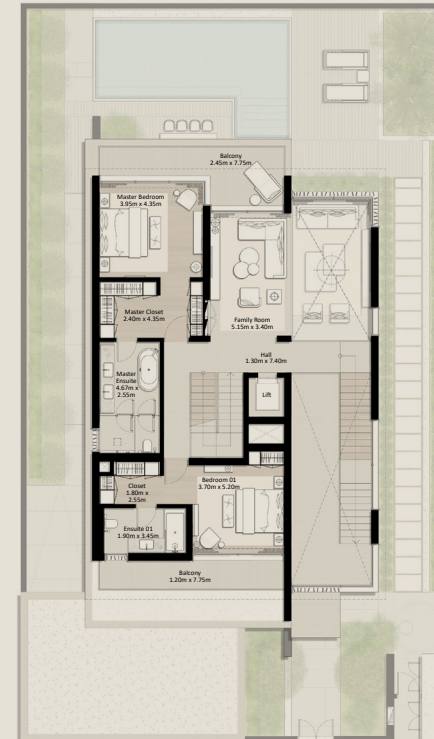 Balcony
2.45m x 7.75m
Master Bedroom
3.95m x 4.35m
Master Closet
2.40m x 4.35m
Family Room
5.15m x 3.40m
Hall
1.30m x 7.40m
Master
Ensuite
4.67m x
2.55m
Lift
Bedroom 01
3.70m x 5.20m
Closet
1.80m x
2.55m
Ensuite 01
1.90m x 3.45m
Balcony
1.20m x 7.75m